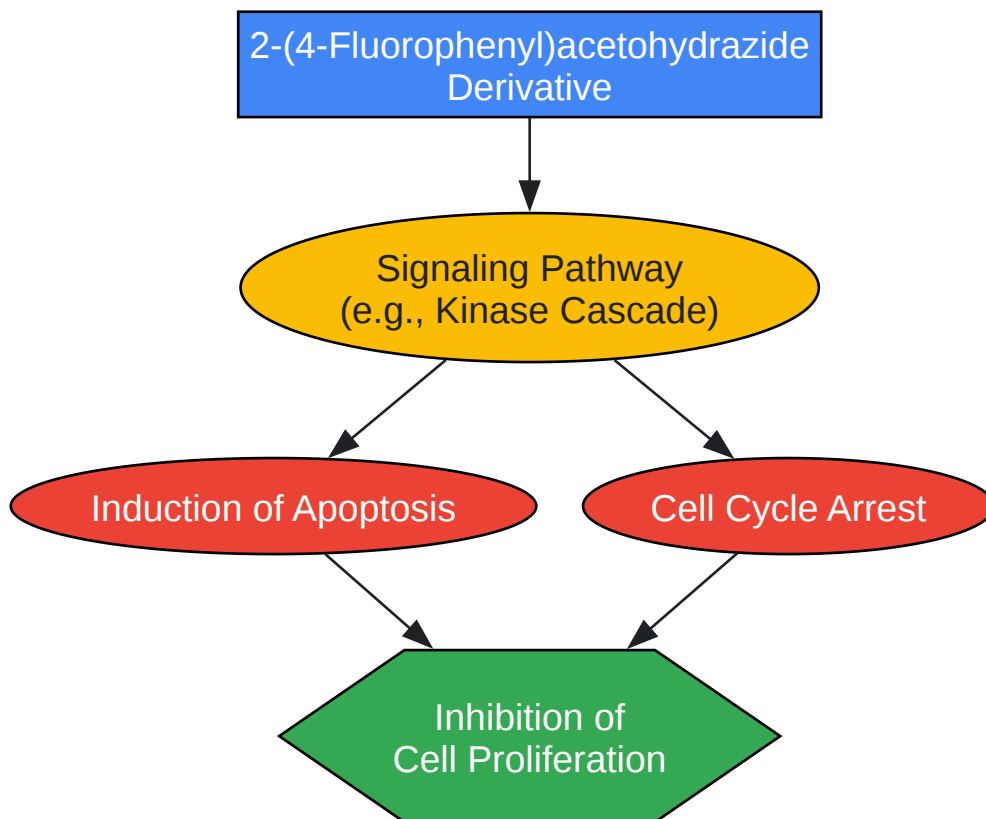 2-(4-Fluorophenyl)acetohydrazide
Derivative
Signaling Pathway
(e.g., Kinase Cascade)
Induction of Apoptosis
Cell Cycle Arrest
Inhibition of
Cell Proliferation